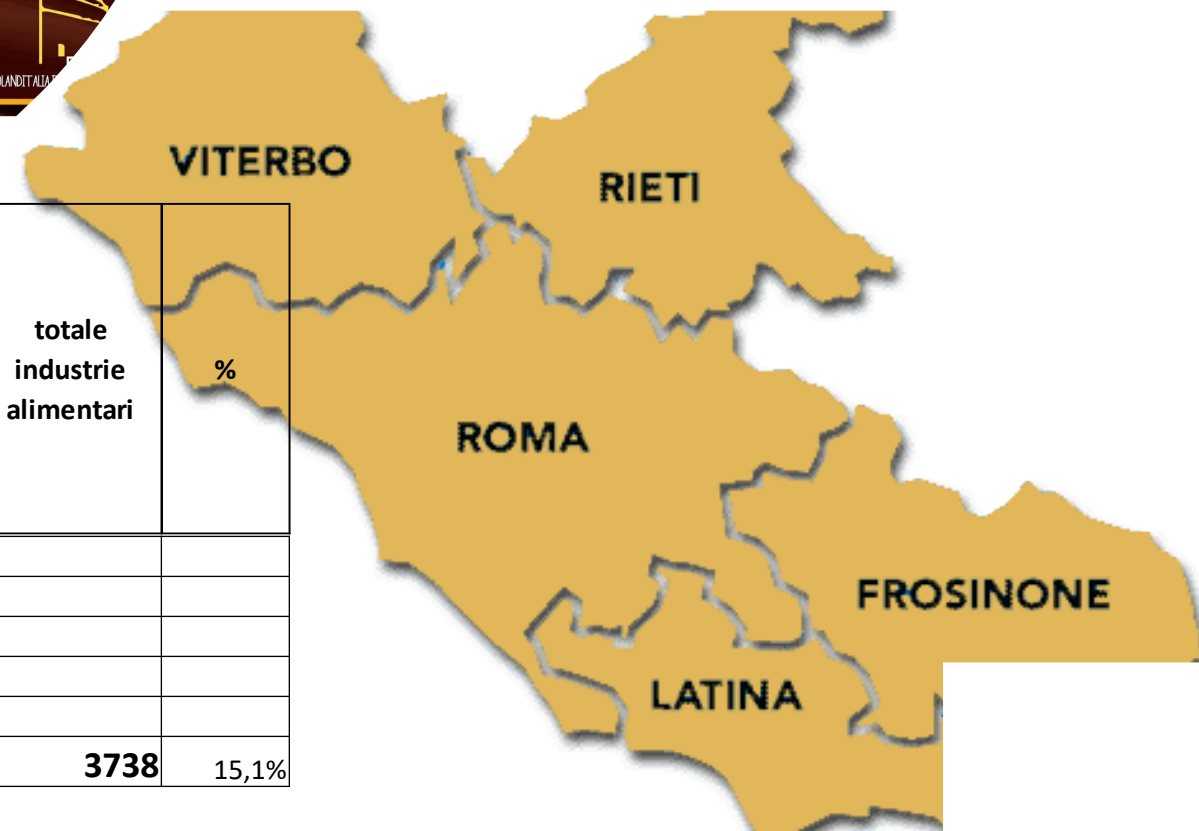 VITERBO
RIETI
totale
industrie
alimentari
%
ROMA
FROSINONE
LATINA
3738 15,1%